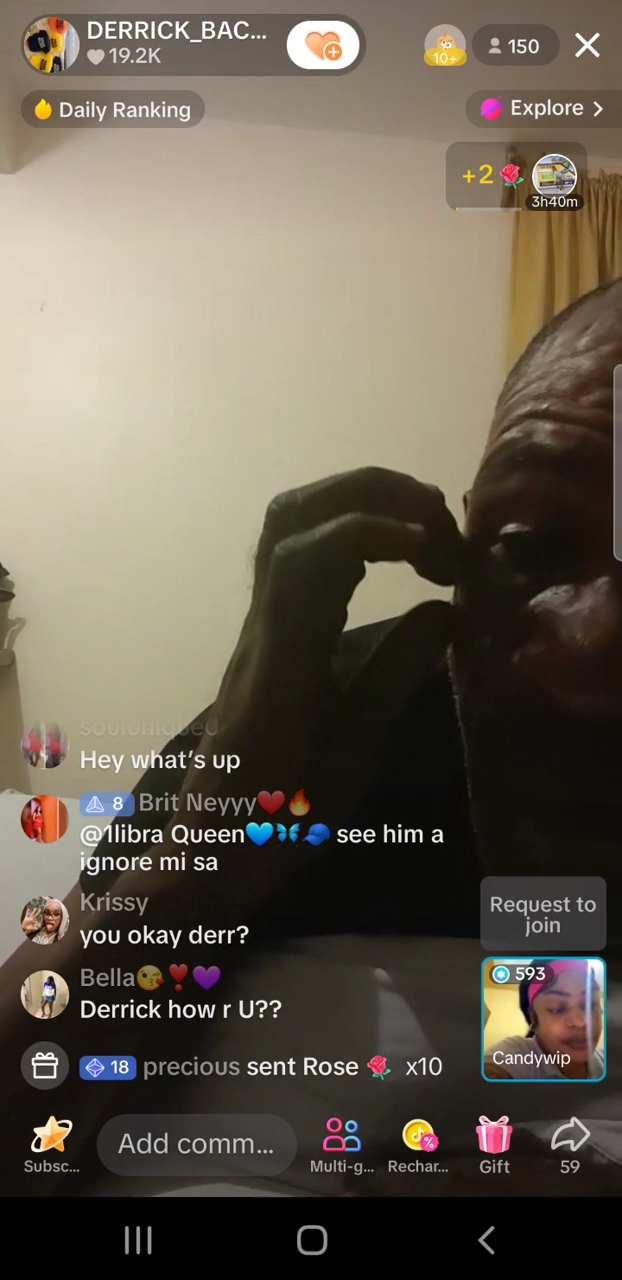 DERRICK_BAC...
19.2K
10+
150
Daily Ranking
Explore
+2
3h40m
souluniqueu
Hey what's up
8 Brit Neyyy❤️🔥
@1libra Queen💙🦋🧢 see him a
ignore mi sa
Krissy
you okay derr?
Request to
join
Bella😘❣️💜
Derrick how r U??
593
Candywip
18 precious sent Rose 🌹 x10
Add comm...
Subsc...
Multi-g...
Rechar...
Gift
59